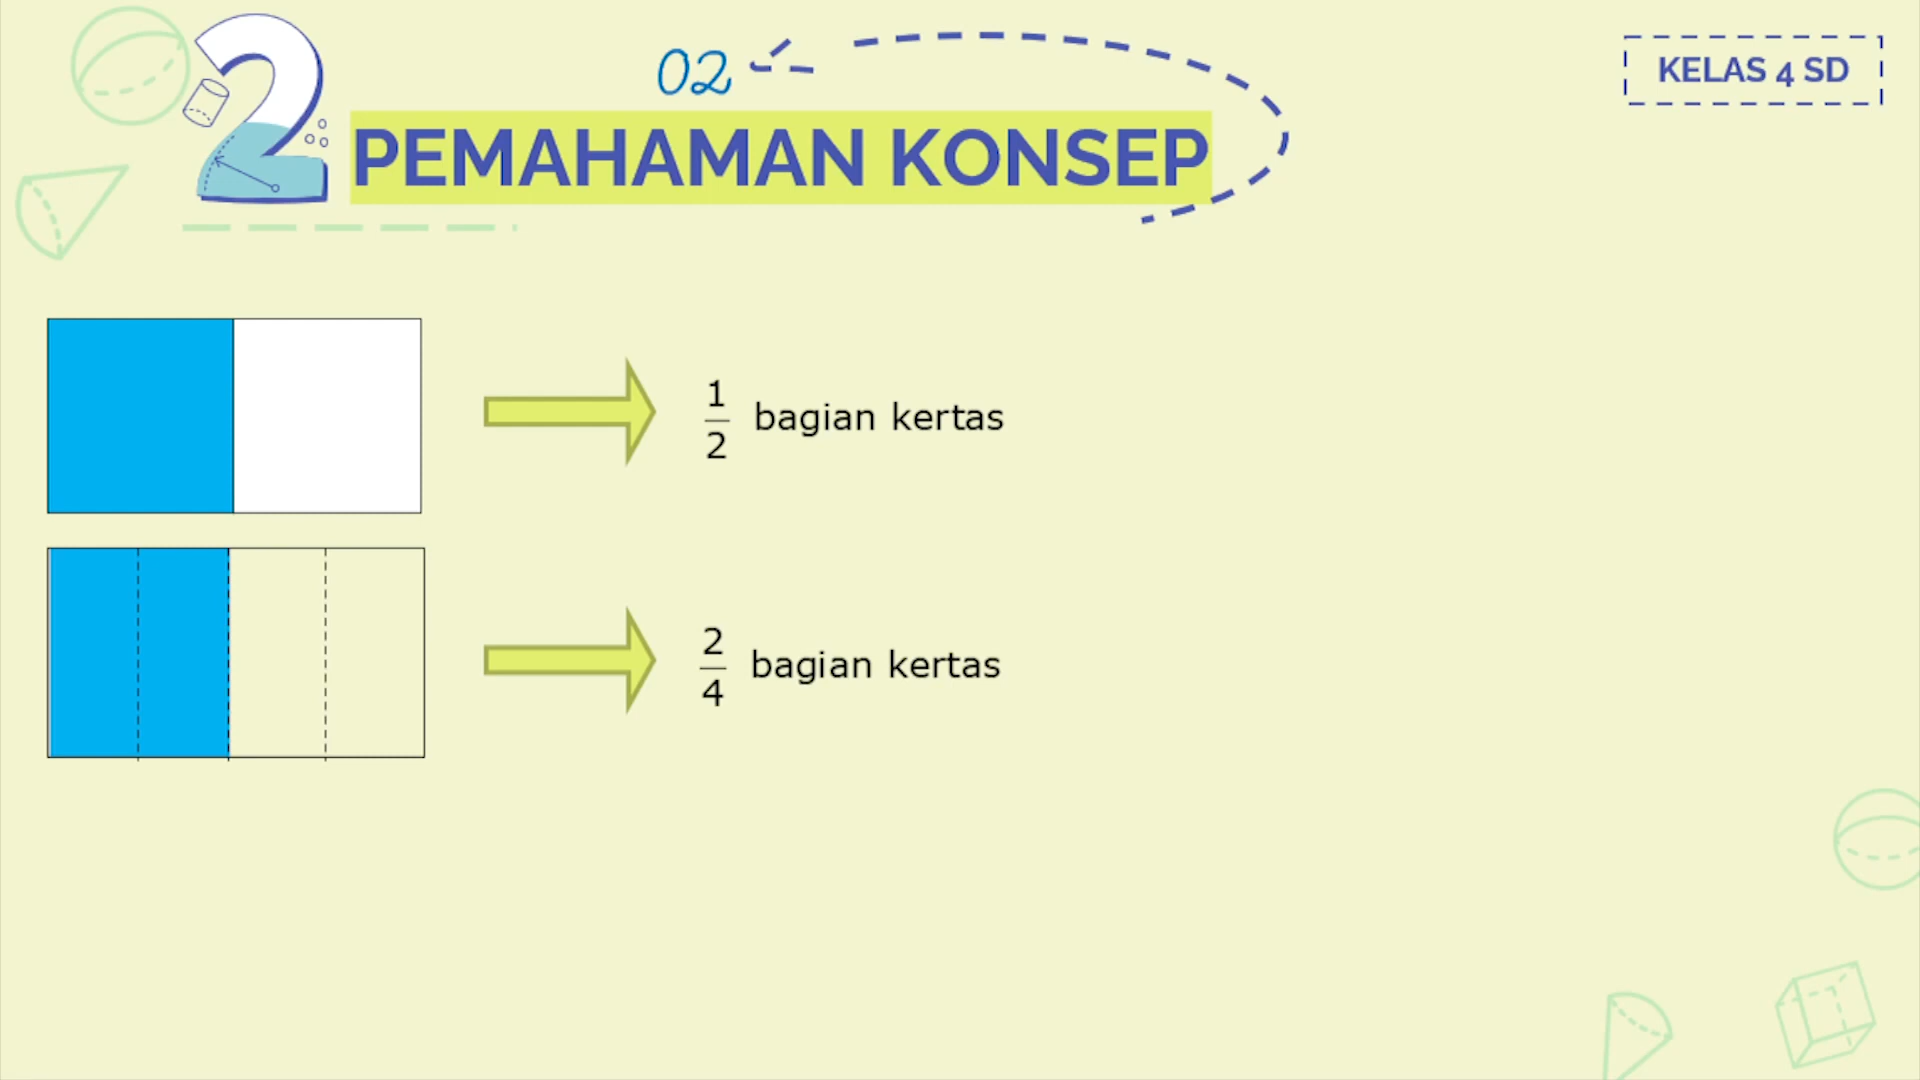 2
02
KELAS 4 SD
PEMAHAMAN KONSEP
1/2 bagian kertas
2/4 bagian kertas